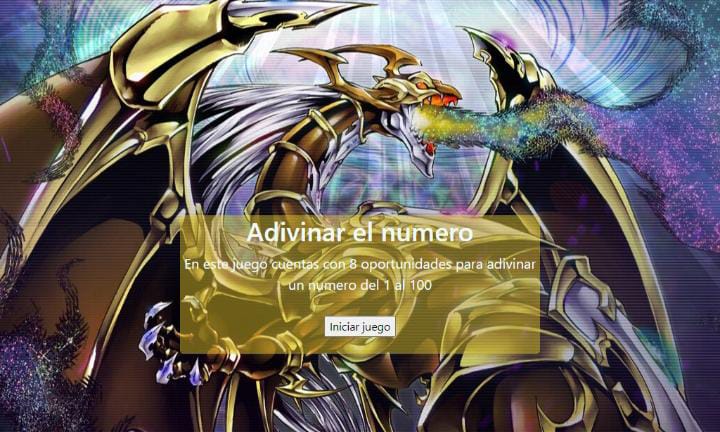 Adivinar el numero
En este juego cuentas con 8 oportunidades para adivinar
un numero del 1 al 100
Iniciar juego